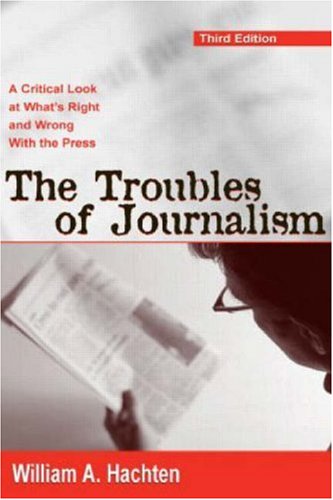 Third Edition
A Critical Look
at What's Right
and Wrong
With the Press
The Troubles
of Journalism
William A. Hachten